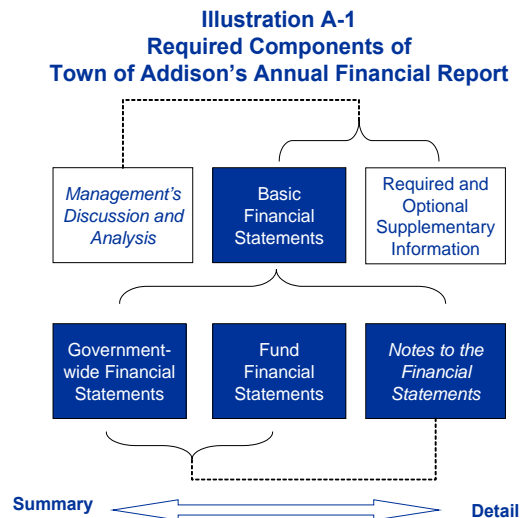 Illustration A-1
Required Components of
Town of Addison's Annual Financial Report
Management's
Discussion and
Analysis
Basic
Financial
Statements
Required and
Optional
Supplementary
Information
Government-
wide Financial
Statements
Fund
Financial
Statements
Notes to the
Financial
Statements
Summary
Detail